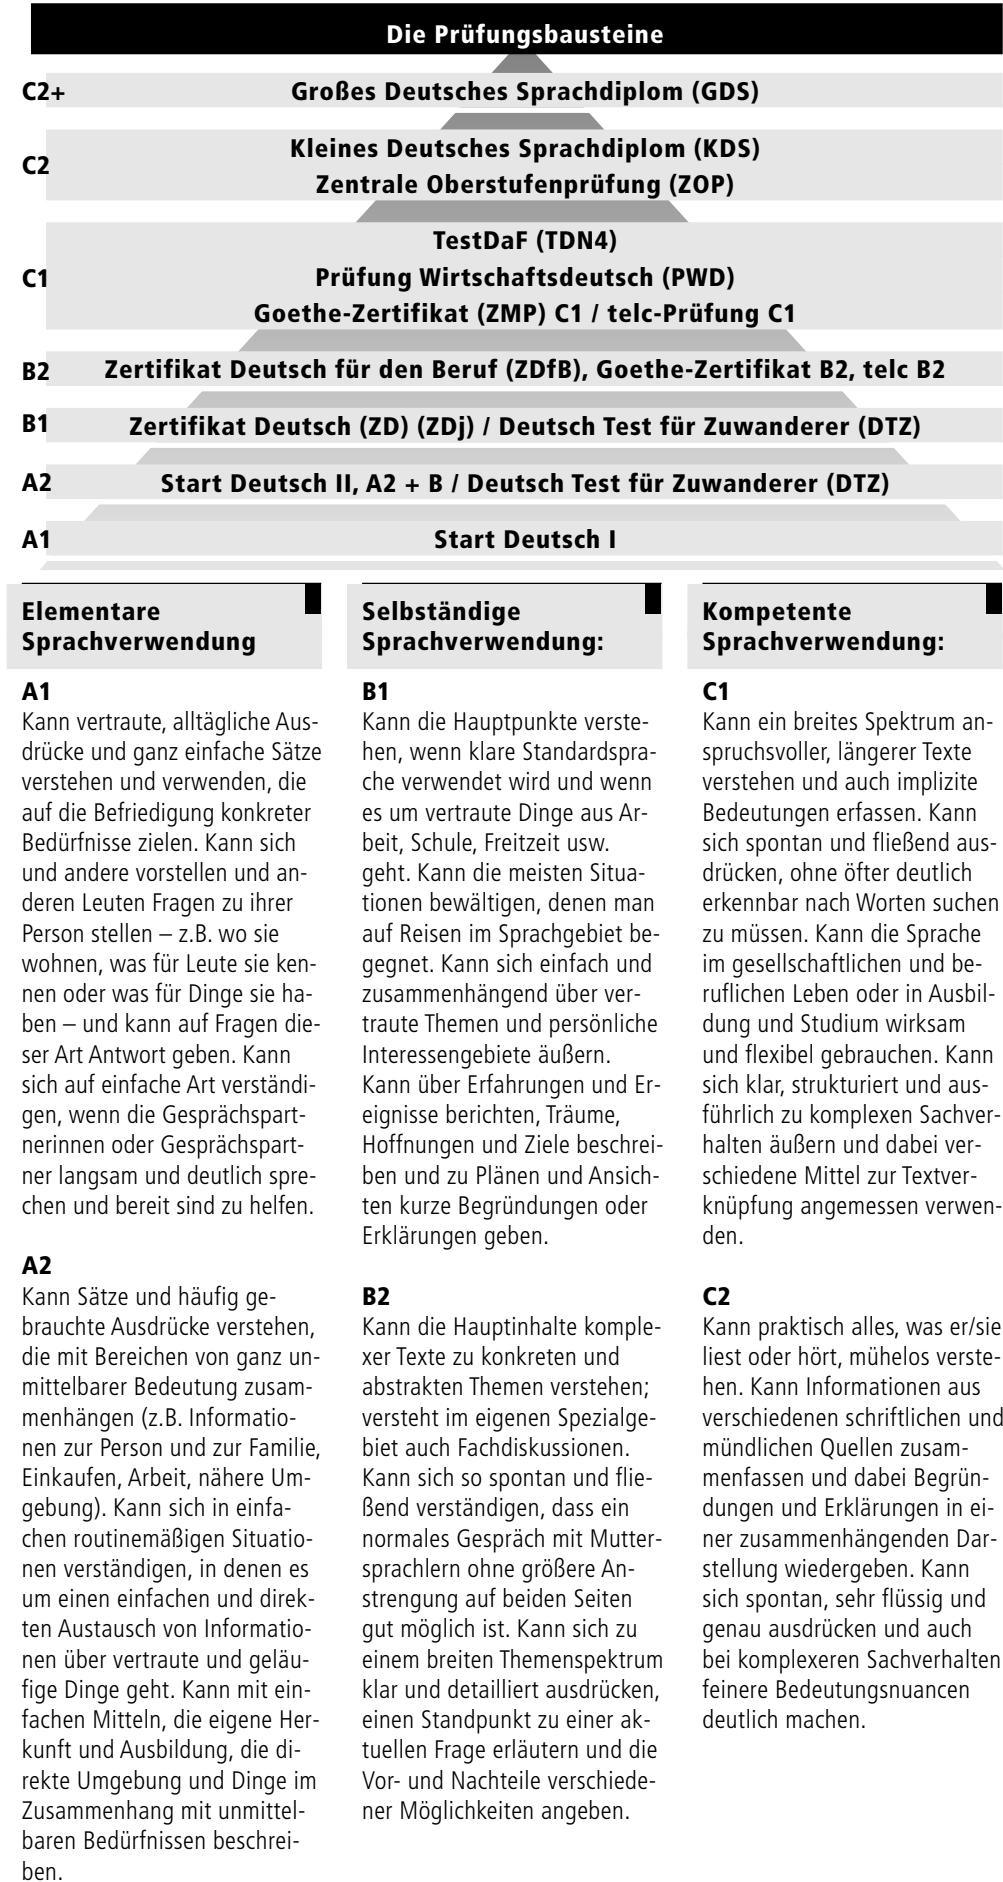 Die Prüfungsbausteine
C2+ Großes Deutsches Sprachdiplom (GDS)
C2
Kleines Deutsches Sprachdiplom (KDS)
Zentrale Oberstufenprüfung (ZOP)
C1
TestDaF (TDN4)
Prüfung Wirtschaftsdeutsch (PWD)
Goethe-Zertifikat (ZMP) C1 / telc-Prüfung C1
B2 Zertifikat Deutsch für den Beruf (ZDfB), Goethe-Zertifikat B2, telc B2
B1 Zertifikat Deutsch (ZD) (ZDj) / Deutsch Test für Zuwanderer (DTZ)
A2 Start Deutsch II, A2 + B / Deutsch Test für Zuwanderer (DTZ)
A1 Start Deutsch I
Elementare
Sprachverwendung
A1
Kann vertraute, alltägliche Aus-
drücke und ganz einfache Sätze
verstehen und verwenden, die
auf die Befriedigung konkreter
Bedürfnisse zielen. Kann sich
und andere vorstellen und an-
deren Leuten Fragen zu ihrer
Person stellen – z.B. wo sie
wohnen, was für Leute sie ken-
nen oder was für Dinge sie ha-
ben – und kann auf Fragen die-
ser Art Antwort geben. Kann
sich auf einfache Art verständi-
gen, wenn die Gesprächspart-
nerinnen oder Gesprächspart-
ner langsam und deutlich spre-
chen und bereit sind zu helfen.
A2
Kann Sätze und häufig ge-
brauchte Ausdrücke verstehen,
die mit Bereichen von ganz un-
mittelbarer Bedeutung zusam-
menhängen (z.B. Informatio-
nen zur Person und zur Familie,
Einkaufen, Arbeit, nähere Um-
gebung). Kann sich in einfa-
chen routinemäßigen Situatio-
nen verständigen, in denen es
um einen einfachen und direk-
ten Austausch von Informatio-
nen über vertraute und geläu-
fige Dinge geht. Kann mit ein-
fachen Mitteln, die eigene Her-
kunft und Ausbildung, die di-
rekte Umgebung und Dinge im
Zusammenhang mit unmittel-
baren Bedürfnissen beschrei-
ben.
Selbständige
Sprachverwendung:
B1
Kann die Hauptpunkte verste-
hen, wenn klare Standardspra-
che verwendet wird und wenn
es um vertraute Dinge aus Ar-
beit, Schule, Freitzeit usw.
geht. Kann die meisten Situa-
tionen bewältigen, denen man
auf Reisen im Sprachgebiet be-
gegnet. Kann sich einfach und
zusammenhängend über ver-
traute Themen und persönliche
Interessengebiete äußern.
Kann über Erfahrungen und Er-
eignisse berichten, Träume,
Hoffnungen und Ziele beschrei-
ben und zu Plänen und Ansich-
ten kurze Begründungen oder
Erklärungen geben.
B2
Kann die Hauptinhalte komple-
xer Texte zu konkreten und
abstrakten Themen verstehen;
versteht im eigenen Spezialge-
biet auch Fachdiskussionen.
Kann sich so spontan und flie-
ßend verständigen, dass ein
normales Gespräch mit Mutter-
sprachlern ohne größere An-
strengung auf beiden Seiten
gut möglich ist. Kann sich zu
einem breiten Themenspektrum
klar und detailliert ausdrücken,
einen Standpunkt zu einer ak-
tuellen Frage erläutern und die
Vor- und Nachteile verschiede-
ner Möglichkeiten angeben.
Kompetente
Sprachverwendung:
C1
Kann ein breites Spektrum an-
spruchsvoller, längerer Texte
verstehen und auch implizite
Bedeutungen erfassen. Kann
sich spontan und fließend aus-
drücken, ohne öfter deutlich
erkennbar nach Worten suchen
zu müssen. Kann die Sprache
im gesellschaftlichen und be-
ruflichen Leben oder in Ausbil-
dung und Studium wirksam
und flexibel gebrauchen. Kann
sich klar, strukturiert und aus-
führlich zu komplexen Sachver-
halten äußern und dabei ver-
schiedene Mittel zur Textver-
knüpfung angemessen verwen-
den.
C2
Kann praktisch alles, was er/sie
liest oder hört, mühelos verste-
hen. Kann Informationen aus
verschiedenen schriftlichen und
mündlichen Quellen zusam-
menfassen und dabei Begrün-
dungen und Erklärungen in ei-
ner zusammenhängenden Dar-
stellung wiedergeben. Kann
sich spontan, sehr flüssig und
genau ausdrücken und auch
bei komplexeren Sachverhalten
feinere Bedeutungsnuancen
deutlich machen.